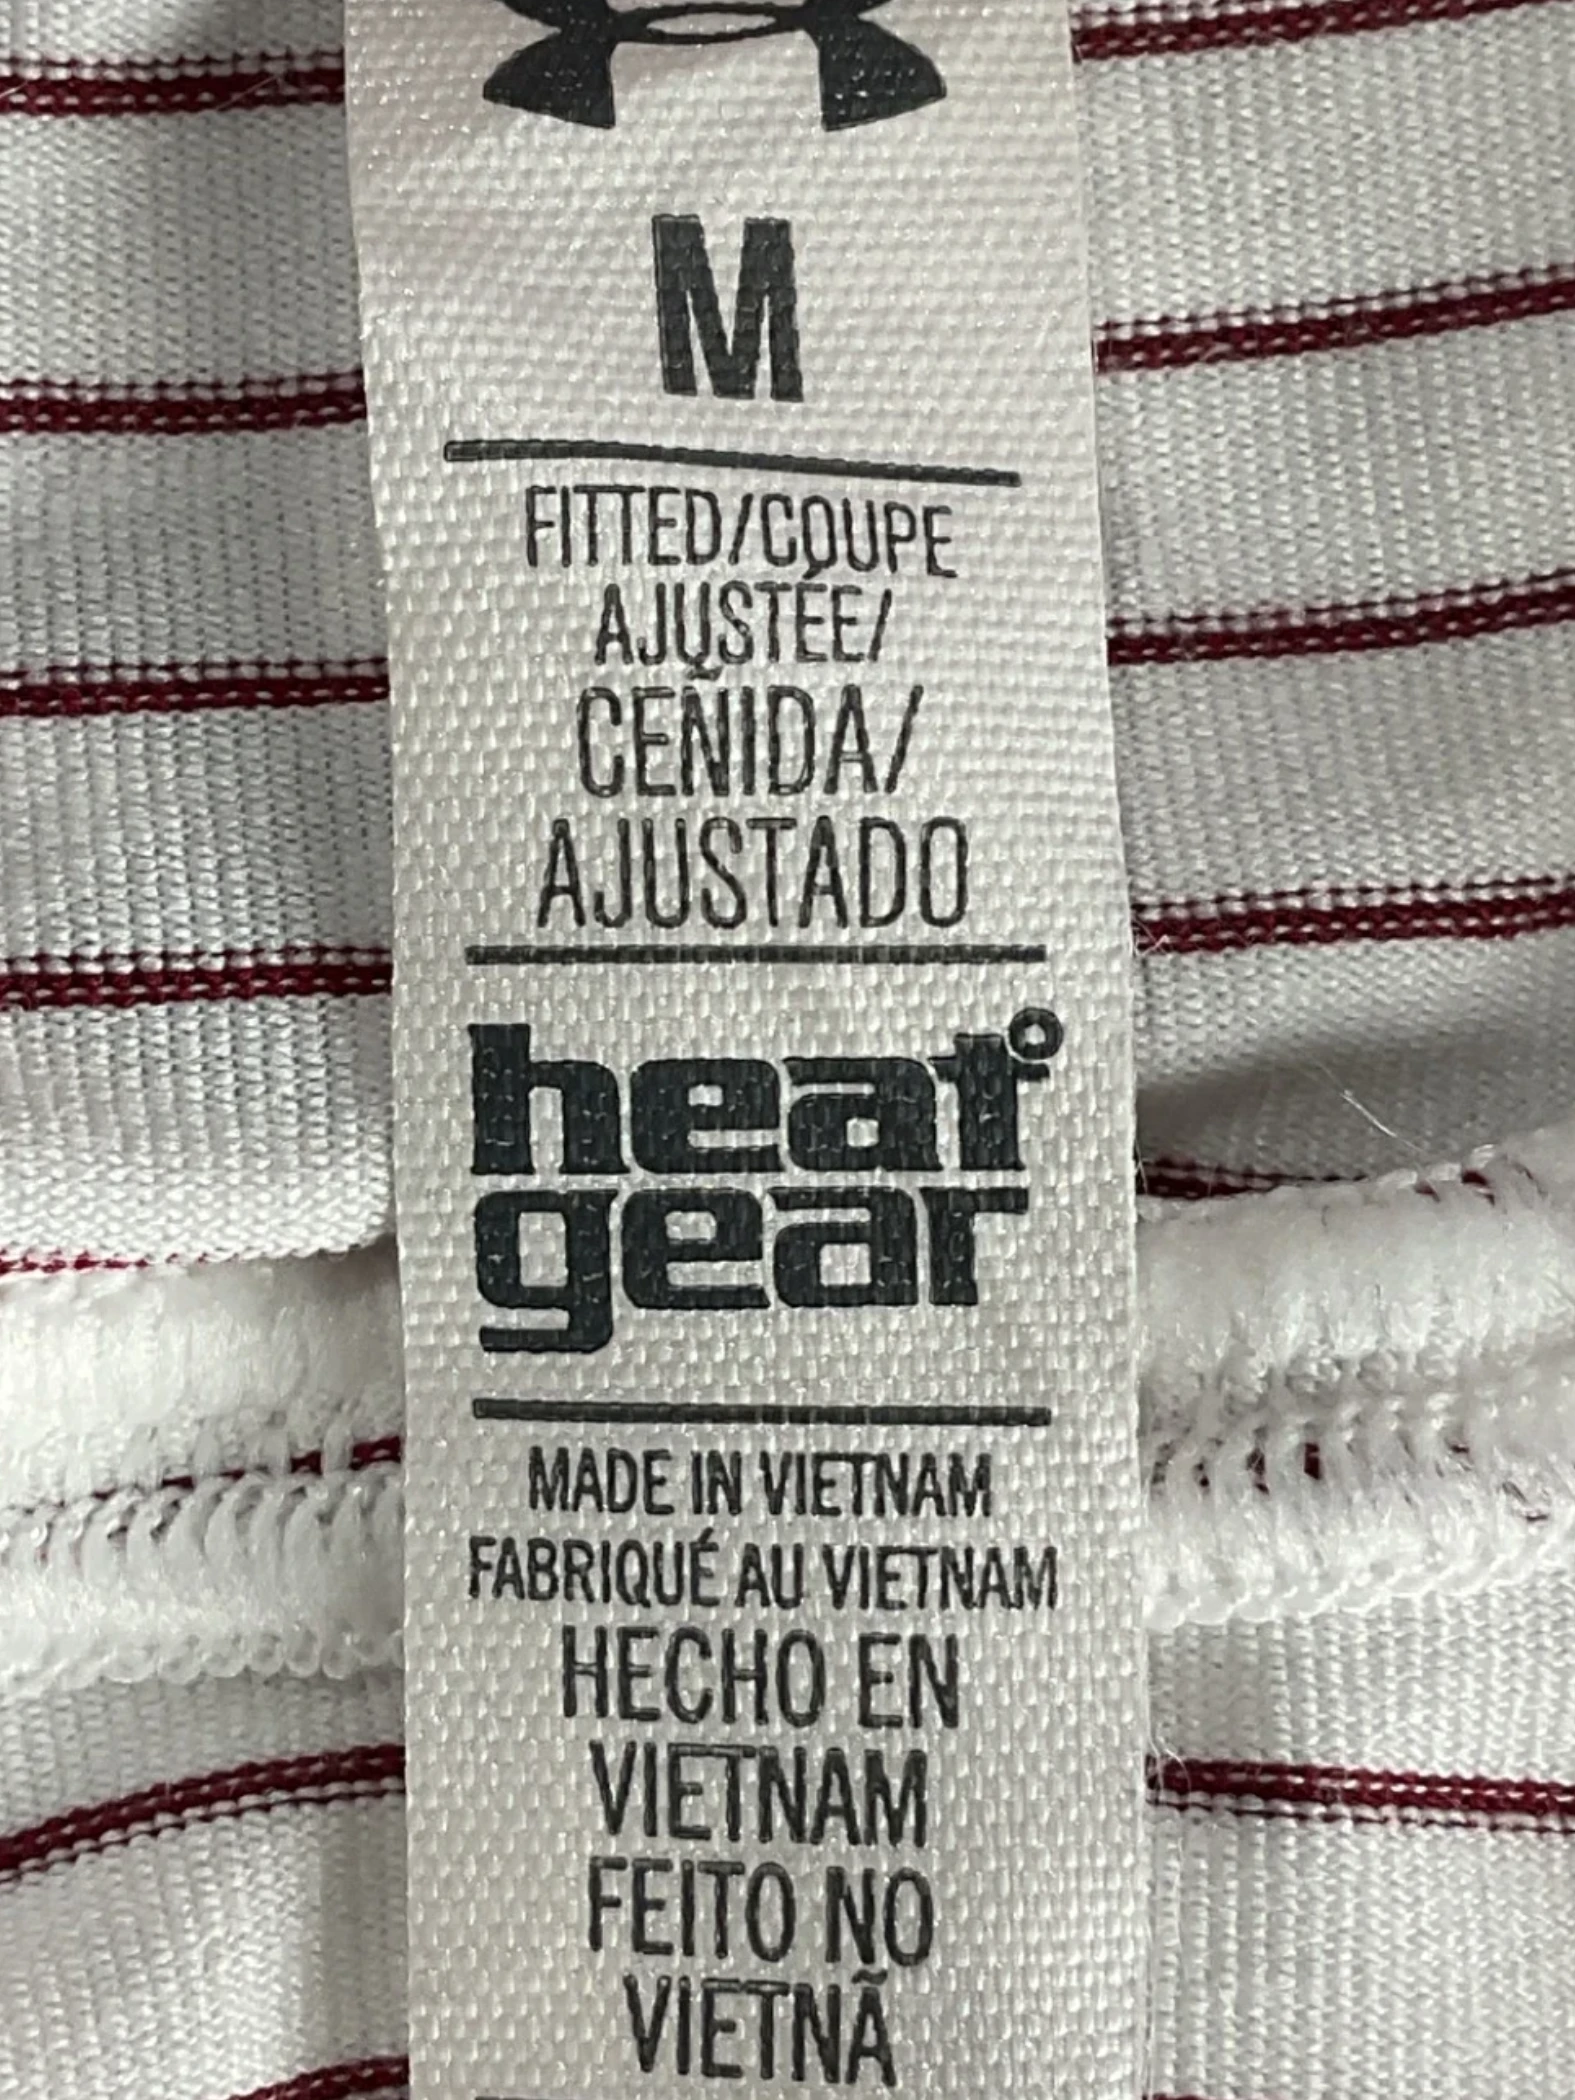 M
FITTED/COUPE
AJUSTÉE/
CEÑIDA/
AJUSTADO
heat°
gear
MADE IN VIETNAM
FABRIQUÉ AU VIETNAM
HECHO EN
VIETNAM
FEITO NO
VIETNÃ